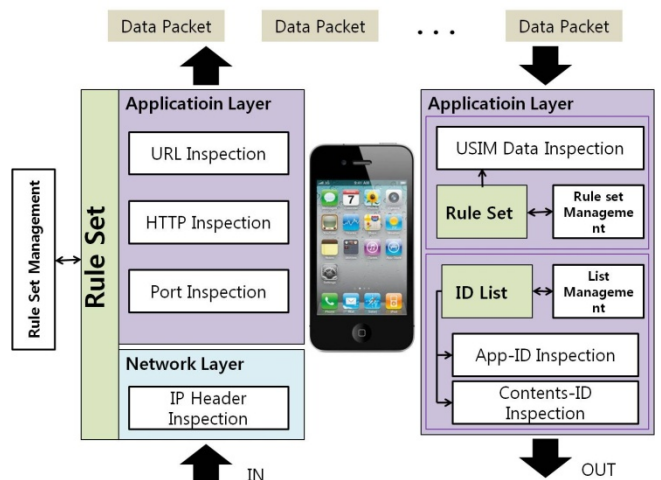 Data Packet
Data Packet
. . .
Data Packet
Applicatioin Layer
URL Inspection
HTTP Inspection
Port Inspection
Rule Set
Rule Set Management
Network Layer
IP Header
Inspection
IN
Applicatioin Layer
USIM Data Inspection
Rule Set
Rule set
Manageme
nt
ID List
List
Manageme
nt
App-ID Inspection
Contents-ID
Inspection
OUT